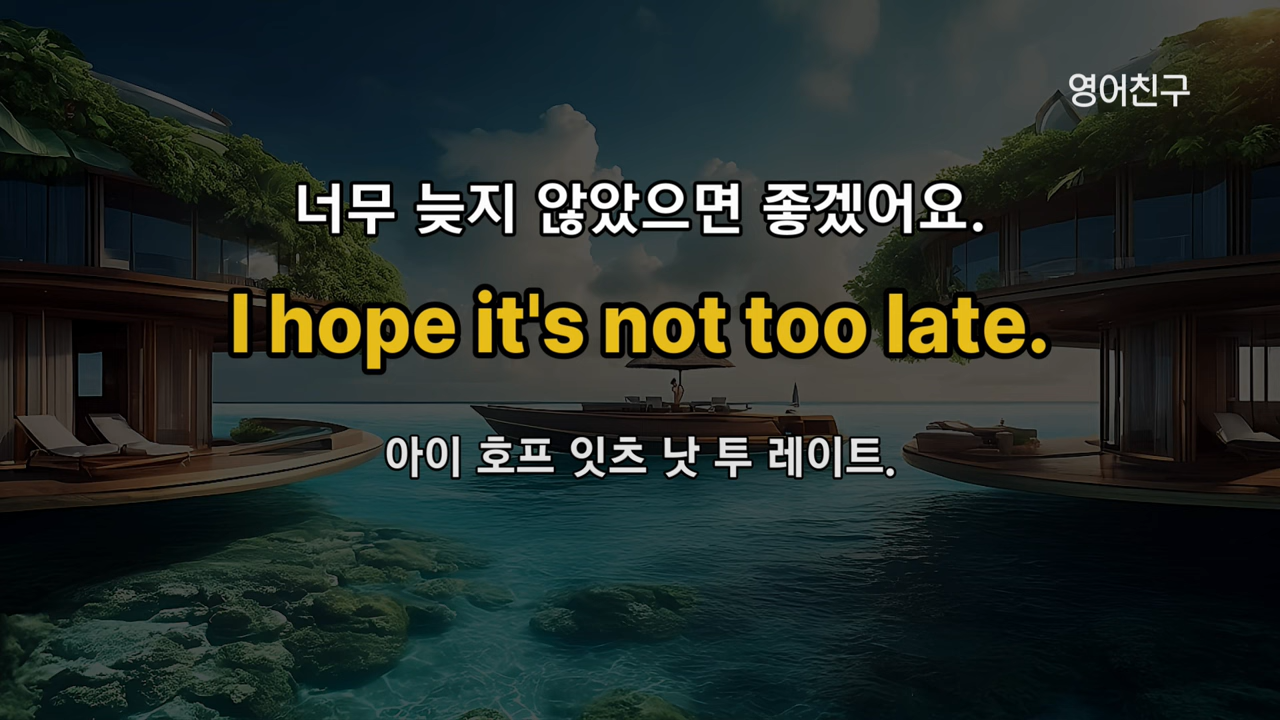 영어친구
너무 늦지 않았으면 좋겠어요.
I hope it's not too late.
아이 호프 잇츠 낫 투 레이트.